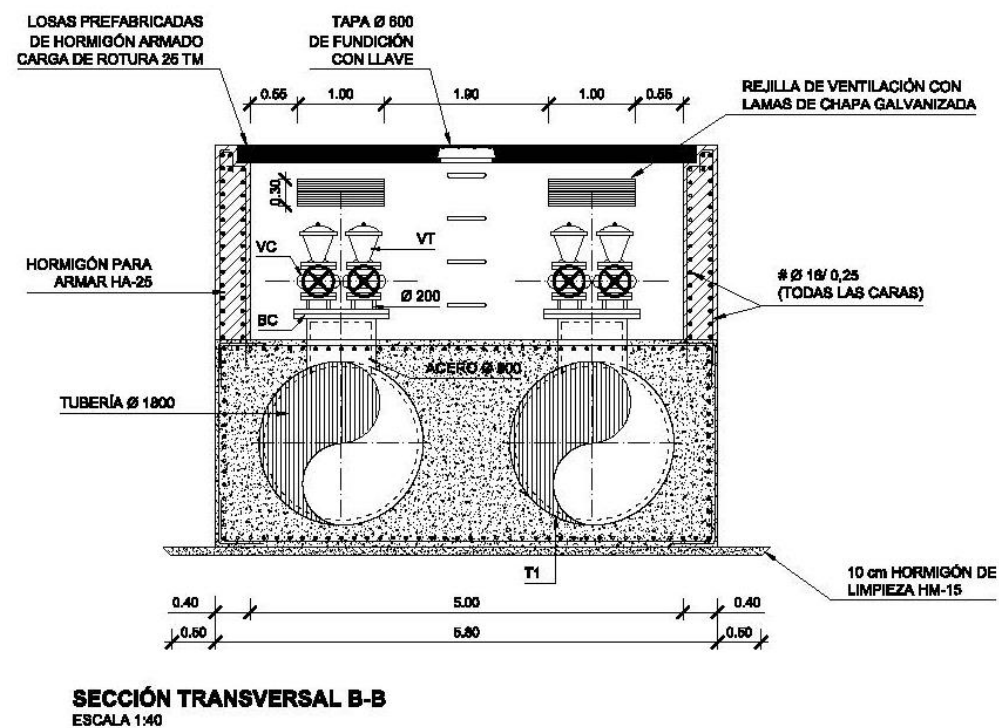 LOSAS PREFABRICADAS
DE HORMIGÓN ARMADO
CARGA DE ROTURA 25 TM
TAPA Ø 600
DE FUNDICIÓN
CON LLAVE
REJILLA DE VENTILACIÓN CON
LAMAS DE CHAPA GALVANIZADA
0.55
1.00
1.90
1.00
0.55
0.30
VC
VT
HORMIGÓN PARA
ARMAR HA-25
# Ø 16/ 0,25
(TODAS LAS CARAS)
Ø 200
BC
ACERO Ø 800
TUBERÍA Ø 1800
T1
10 cm HORMIGÓN DE
LIMPIEZA HM-15
0.40
5.00
0.40
0.50
5.80
0.50
SECCIÓN TRANSVERSAL B-B
ESCALA 1:40